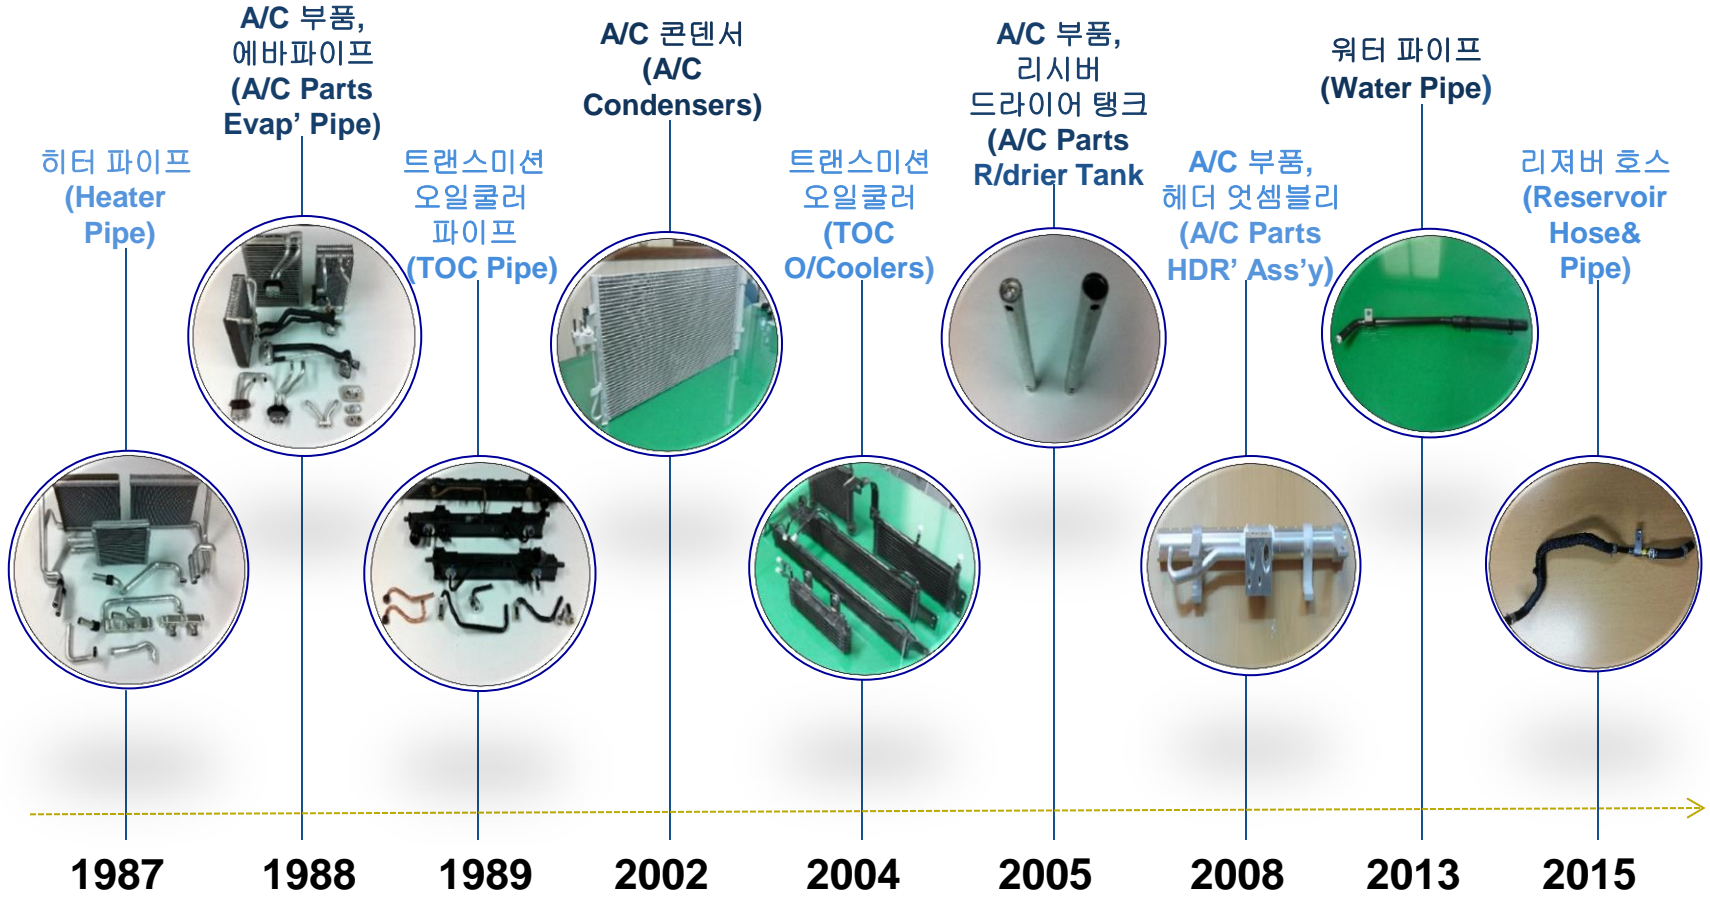 히터 파이프
(Heater
Pipe)
A/C 부품,
에바파이프
(A/C Parts
Evap’ Pipe)
트랜스미션
오일쿨러
파이프
(TOC Pipe)
A/C 콘덴서
(A/C
Condensers)
트랜스미션
오일쿨러
(TOC
O/Coolers)
A/C 부품,
리시버
드라이어 탱크
(A/C Parts
R/drier Tank
A/C 부품,
헤더 엇셈블리
(A/C Parts
HDR’ Ass’y)
워터 파이프
(Water Pipe)
리져버 호스
(Reservoir
Hose&
Pipe)
1987 1988 1989 2002 2004 2005 2008 2013 2015